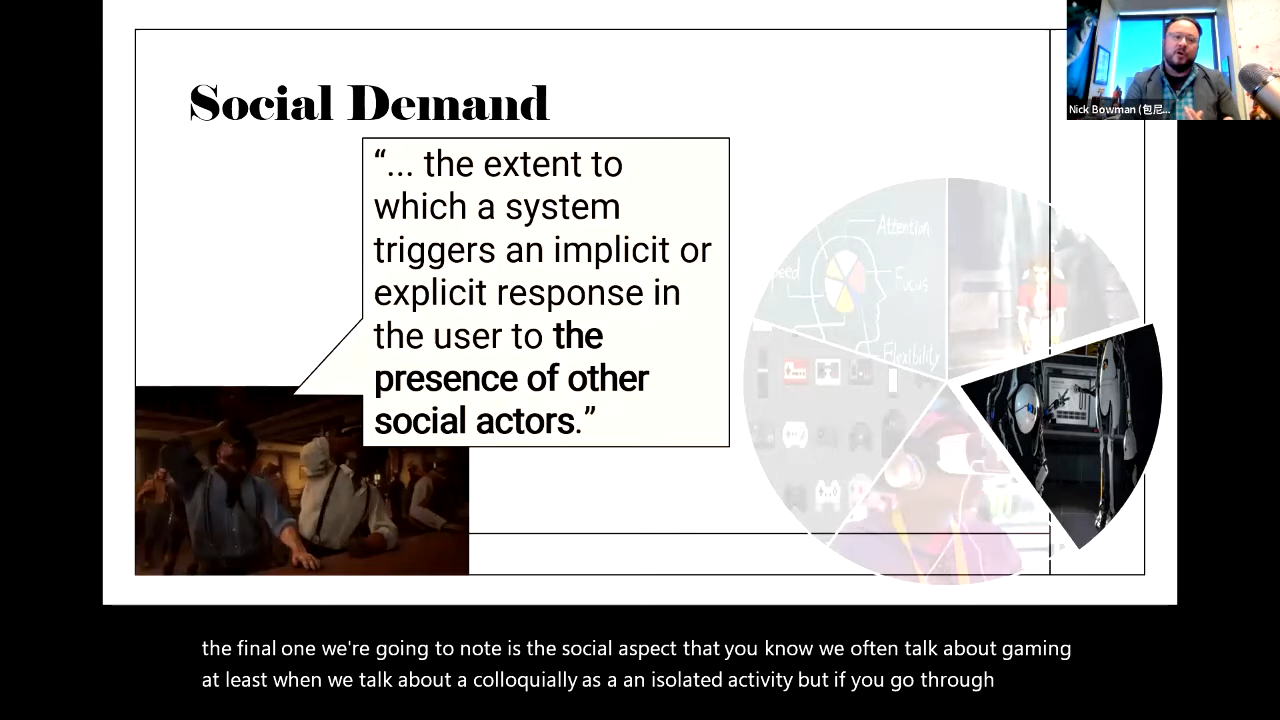 Nick Bowman (包尼...
Social Demand
“... the extent to
which a system
triggers an implicit or
explicit response in
the user to the
presence of other
social actors.”
Attention
peed
Focus
Flexibility
the final one we're going to note is the social aspect that you know we often talk about gaming
at least when we talk about a colloquially as a an isolated activity but if you go through